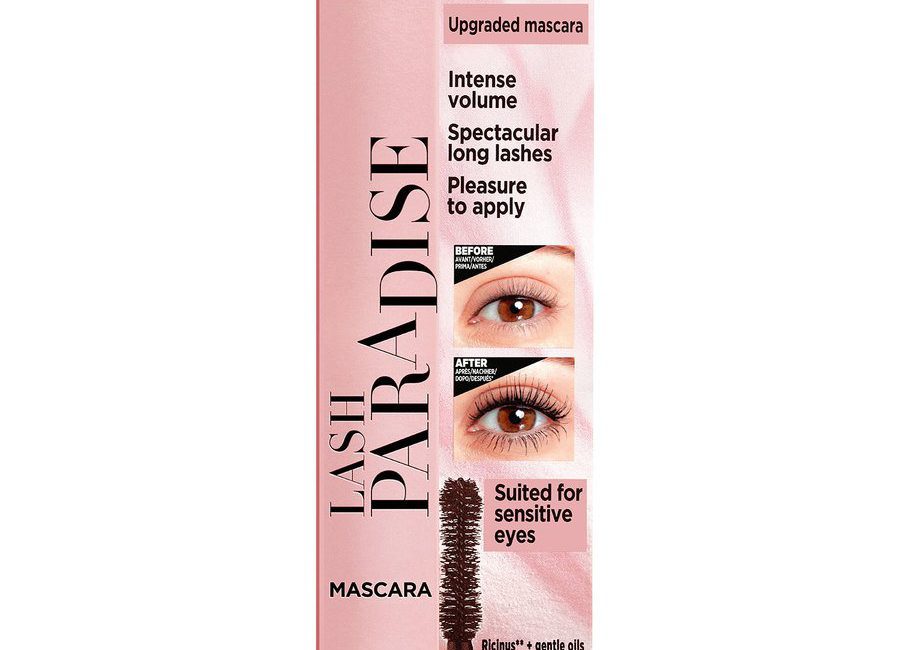 LASH
PARADISE
MASCARA
Upgraded mascara
Intense
volume
Spectacular
long lashes
Pleasure
to apply
BEFORE
AVANT/VORHER/
PRIMA/ANTES
AFTER
APRÈS/NACHHER/
DOPO/DESPUÉS*
Suited for
sensitive
eyes
Ricinus** + gentle oils